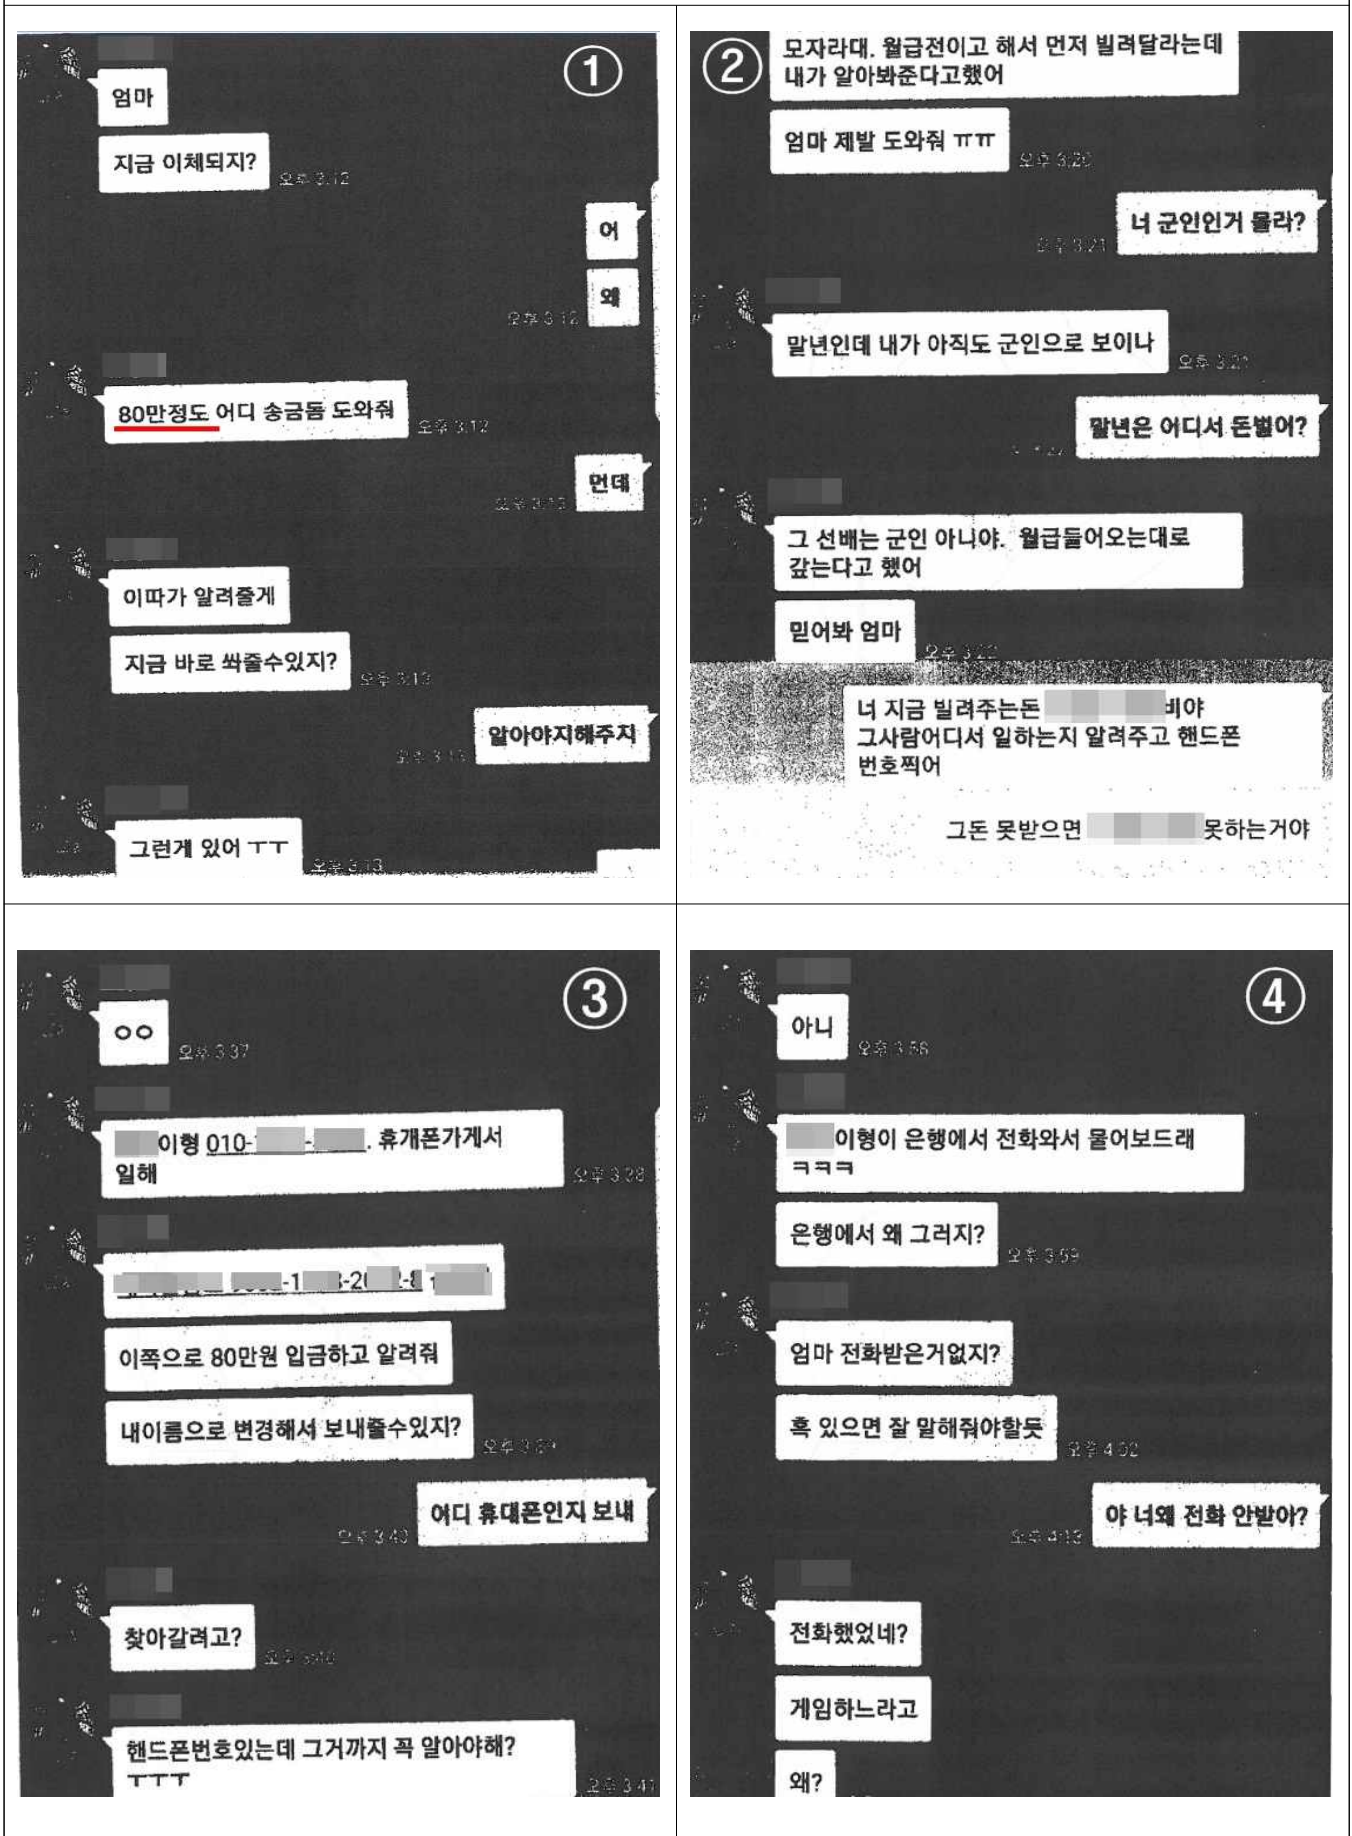 ①
엄마
지금 이체되지?
오후 3:12
어
왜
오후 3:12
80만정도 어디 송금돔 도와줘
오후 3:12
먼데
이따가 알려줄게
지금 바로 쏴줄수있지?
오후 3:13
알아야지해주지
그런게 있어 ㅜㅜ
오후 3:13
②
모자라대. 월급전이고 해서 먼저 빌려달라는데
내가 알아봐준다고했어
엄마 제발 도와줘 ㅠㅠ
오후 3:20
너 군인인거 몰라?
오후 3:21
말년인데 내가 아직도 군인으로 보이나
오후 3:21
말년은 어디서 돈벌어?
그 선배는 군인 아니야. 월급들어오는대로
갚는다고 했어
믿어봐 엄마
오후 3:22
너 지금 빌려주는돈 비야
그사람어디서 일하는지 알려주고 핸드폰
번호찍어
그돈 못받으면 못하는거야
③
ㅇㅇ
오후 3:37
이형 010- - . 휴개폰가게서
일해
오후 3:38
이쪽으로 80만원 입금하고 알려줘
내이름으로 변경해서 보내줄수있지?
오후 3:39
어디 휴대폰인지 보내
오후 3:40
찾아갈려고?
오후 3:40
핸드폰번호있는데 그거까지 꼭 알아야해?
ㅜㅜㅜ
오후 3:41
④
아니
오후 3:56
이형이 은행에서 전화와서 물어보드래
ㅋㅋㅋ
은행에서 왜 그러지?
오후 3:59
엄마 전화받은거없지?
혹 있으면 잘 말해줘야할듯
오후 4:02
야 너왜 전화 안받아?
오후 4:13
전화했었네?
게임하느라고
왜?